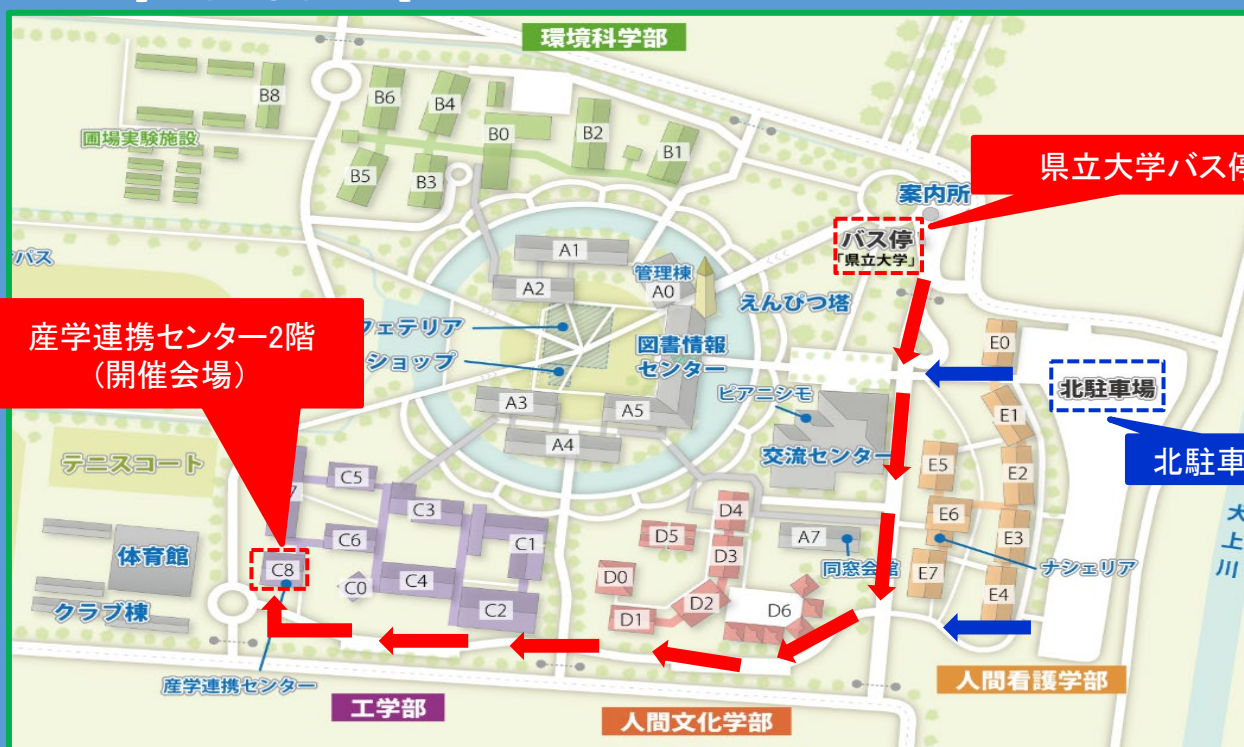 環境科学部
B8
B6
B4
B0
B2
B1
圃場実験施設
B5
B3
県立大学バス停
案内所
バス停
「県立大学」
パス
A1
A2
管理棟
A0
えんぴつ塔
産学連携センター2階
(開催会場)
フェテリア
ショップ
図書情報
センター
E0
北駐車場
ピアニシモ
A3
A5
A4
交流センター
E1
北駐車
テニスコート
C5
E5
E2
C3
D4
E6
大
上
川
体育館
C6
C1
D5
D3
A7
E3
同窓会館
ナシェリア
C8
C0
C4
D0
E7
クラブ棟
C2
D1
D2
D6
E4
産学連携センター
工学部
人間文化学部
人間看護学部